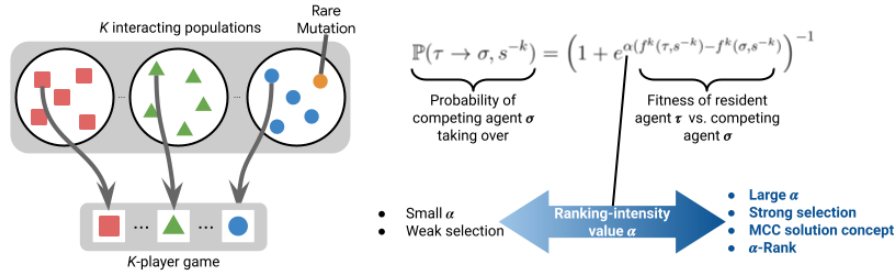 Rare
Mutation
K interacting populations
... ...
... ...
K-player game
ℙ(τ → σ, s^{-k}) = (1 + e^{α(f^k(τ,s^{-k})−f^k(σ,s^{-k}))})^{-1}
Probability of
competing agent σ
taking over
Fitness of resident
agent τ vs. competing
agent σ
● Small α
● Weak selection
Ranking-intensity
value α
● Large α
● Strong selection
● MCC solution concept
● α-Rank